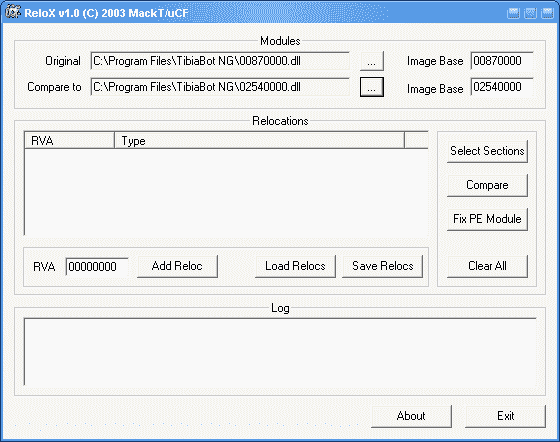 ReloX v1.0 (C) 2003 MackT/uCF
Modules
Original C:\Program Files\TibiaBot NG\00870000.dll ... Image Base 00870000
Compare to C:\Program Files\TibiaBot NG\02540000.dll ... Image Base 02540000
Relocations
RVA Type
Select Sections
Compare
Fix PE Module
RVA 00000000 Add Reloc Load Relocs Save Relocs Clear All
Log
About Exit